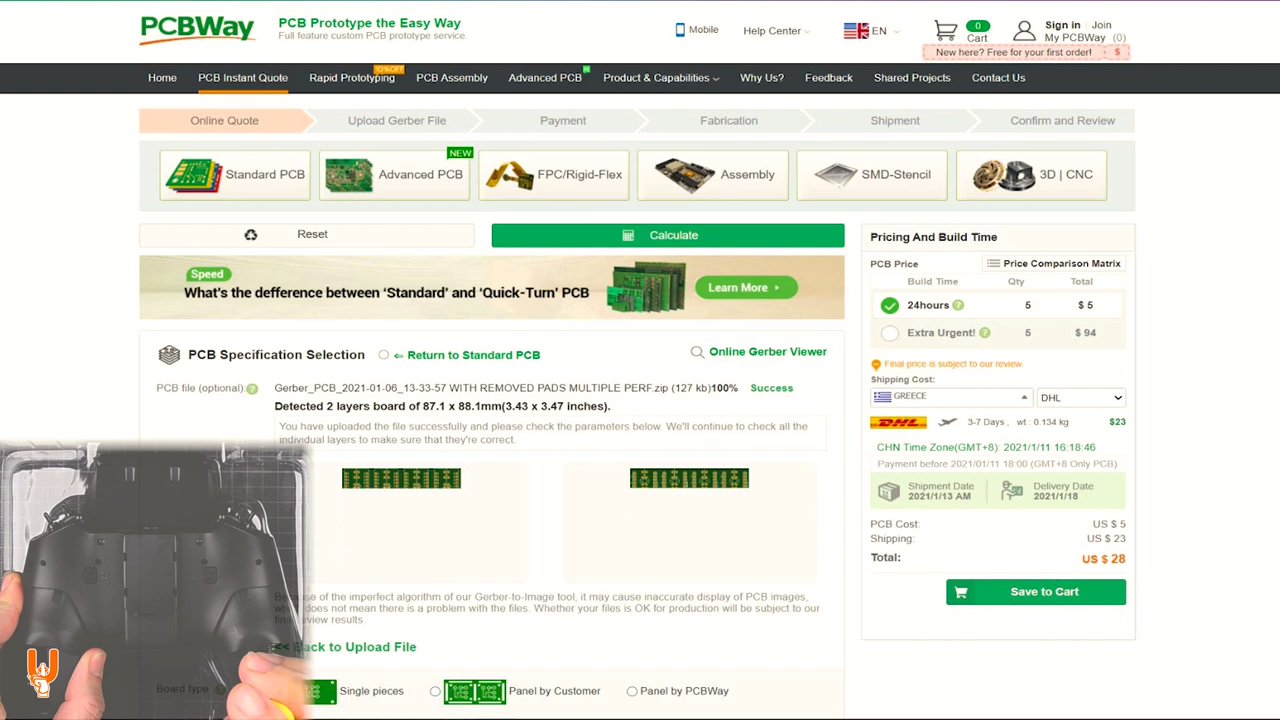 PCBWay
PCB Prototype the Easy Way
Full feature custom PCB prototype service.
Mobile
Help Center
EN
0
Cart
Sign in Join
My PCBWay (0)
New here? Free for your first order! $
Home PCB Instant Quote Rapid Prototyping 10%OFF PCB Assembly Advanced PCB N Product & Capabilities Why Us? Feedback Shared Projects Contact Us
Online Quote Upload Gerber File Payment Fabrication Shipment Confirm and Review
Standard PCB
NEW
Advanced PCB
FPC/Rigid-Flex
Assembly
SMD-Stencil
3D | CNC
Reset
Calculate
Speed
What's the defference between 'Standard' and 'Quick-Turn' PCB
Learn More
PCB Specification Selection
Return to Standard PCB
Online Gerber Viewer
PCB file (optional): ?
Gerber_PCB_2021-01-06_13-33-57 WITH REMOVED PADS MULTIPLE PERF.zip (127 kb)100% Success
Detected 2 layers board of 87.1 x 88.1mm(3.43 x 3.47 inches).
You have uploaded the file successfully and please check the parameters below. We'll continue to check all the
individual layers to make sure that they're correct.
of the imperfect algorithm of our Gerber-to-Image tool, it may cause inaccurate display of PCB images,
does not mean there is a problem with the files. Whether your files is OK for production will be subject to our
review results.
<< Back to Upload File
Board type
Single pieces
Panel by Customer
Panel by PCBWay
Pricing And Build Time
PCB Price
Price Comparison Matrix
Build Time Qty Total
24hours ? 5 $ 5
Extra Urgent! ? 5 $ 94
Final price is subject to our review.
Shipping Cost:
GREECE
DHL
DHL 3-7 Days , wt : 0.134 kg $23
CHN Time Zone(GMT+8): 2021/1/11 16:18:46
Payment before 2021/01/11 18:00 (GMT+8 Only PCB)
Shipment Date
2021/1/13 AM
Delivery Date
2021/1/18
PCB Cost: US $ 5
Shipping: US $ 23
Total: US $ 28
Save to Cart